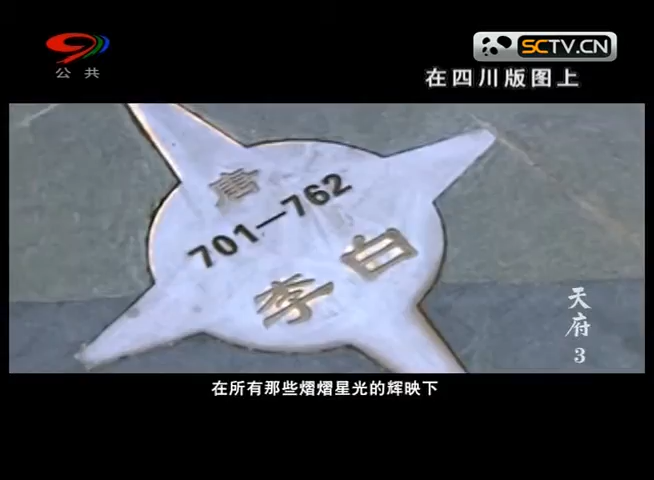 SCTV.CN
公共
在四川版图上
唐
701—762
李白
天府
3
在所有那些熠熠星光的辉映下